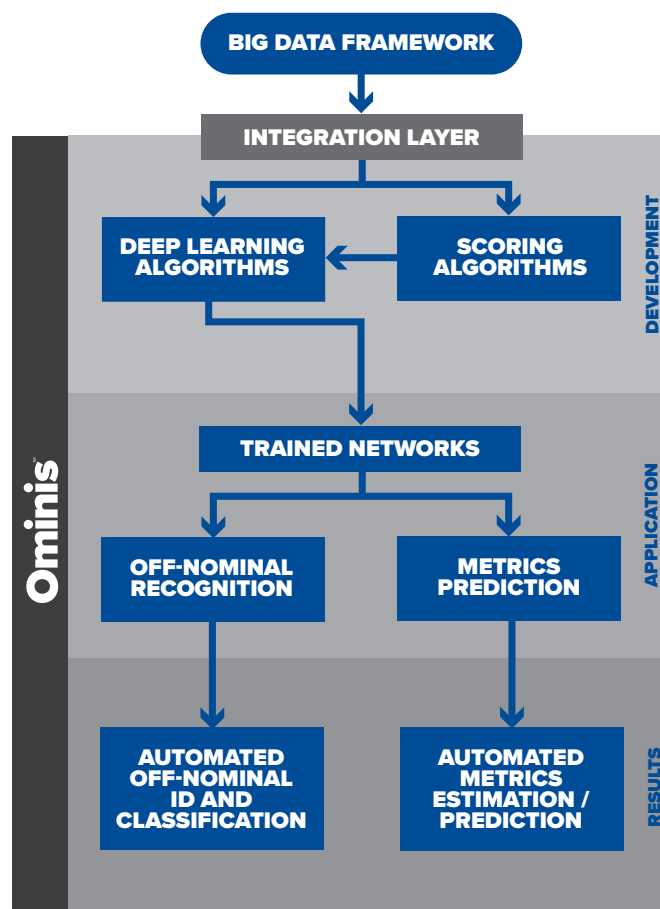 BIG DATA FRAMEWORK
INTEGRATION LAYER
DEEP LEARNING
ALGORITHMS
SCORING
ALGORITHMS
DEVELOPMENT
TRAINED NETWORKS
OFF-NOMINAL
RECOGNITION
METRICS
PREDICTION
APPLICATION
Ominis™
AUTOMATED
OFF-NOMINAL
ID AND
CLASSIFICATION
AUTOMATED
METRICS
ESTIMATION /
PREDICTION
RESULTS